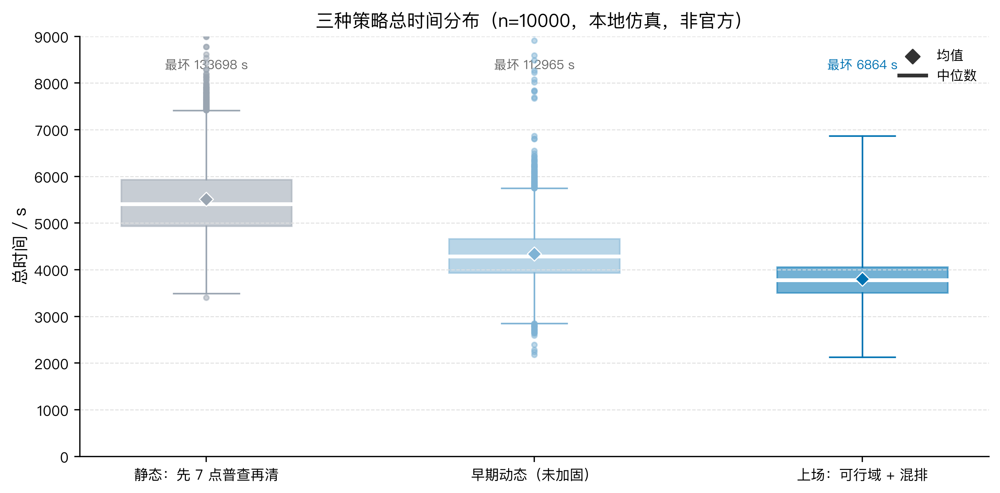 三种策略总时间分布（n=10000，本地仿真，非官方）
总时间 / s
9000
8000
7000
6000
5000
4000
3000
2000
1000
0
最坏 133698 s
最坏 112965 s
最坏 6864 s
均值
中位数
静态：先 7 点普查再清
早期动态（未加固）
上场：可行域 + 混排